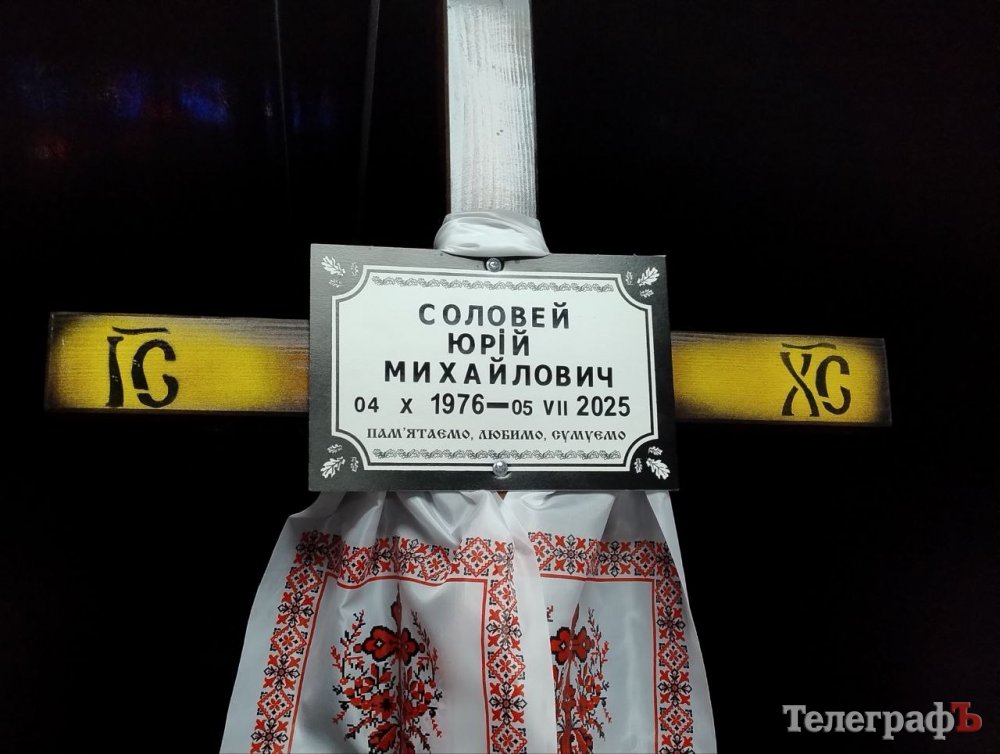 СОЛОВЕЙ
ЮРІЙ
МИХАЙЛОВИЧ
04 X 1976—05 VII 2025
ПАМ'ЯТАЄМО, ЛЮБИМО, СУМУЄМО
ІС ХС
ТелеграфЪ